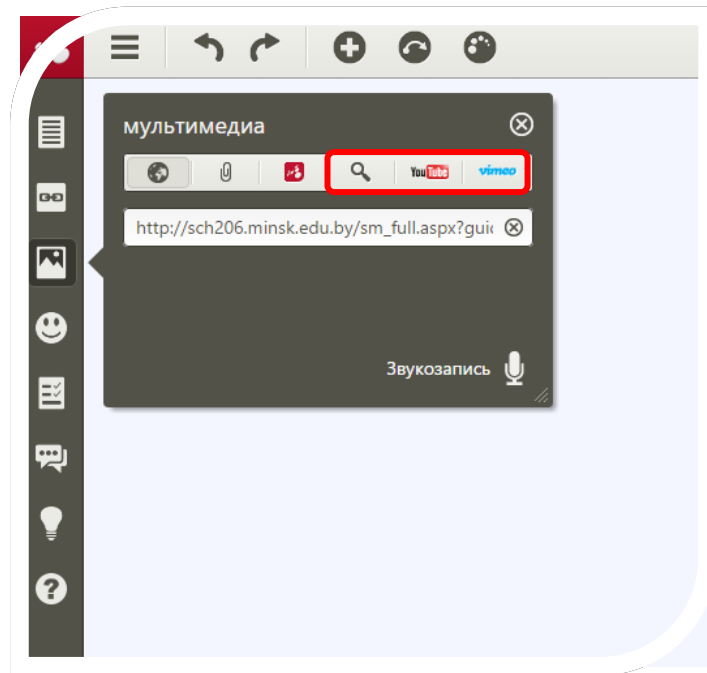 мультимедиа
YouTube vimeo
http://sch206.minsk.edu.by/sm_full.aspx?gui
Звукозапись